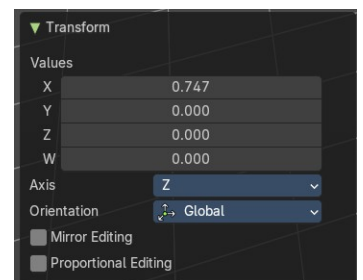 Transform
Values
X 0.747
Y 0.000
Z 0.000
W 0.000
Axis Z
Orientation Global
Mirror Editing
Proportional Editing